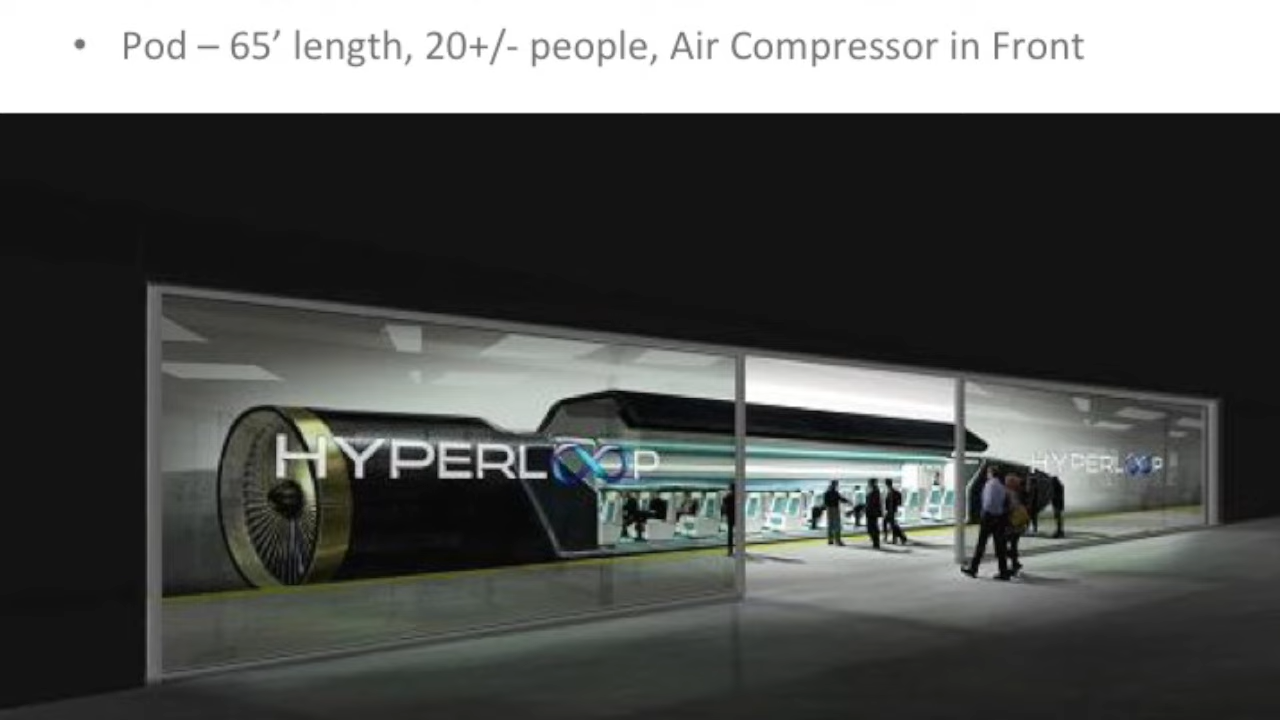 • Pod – 65’ length, 20+/- people, Air Compressor in Front
HYPERLOOP
HYPERLOOP